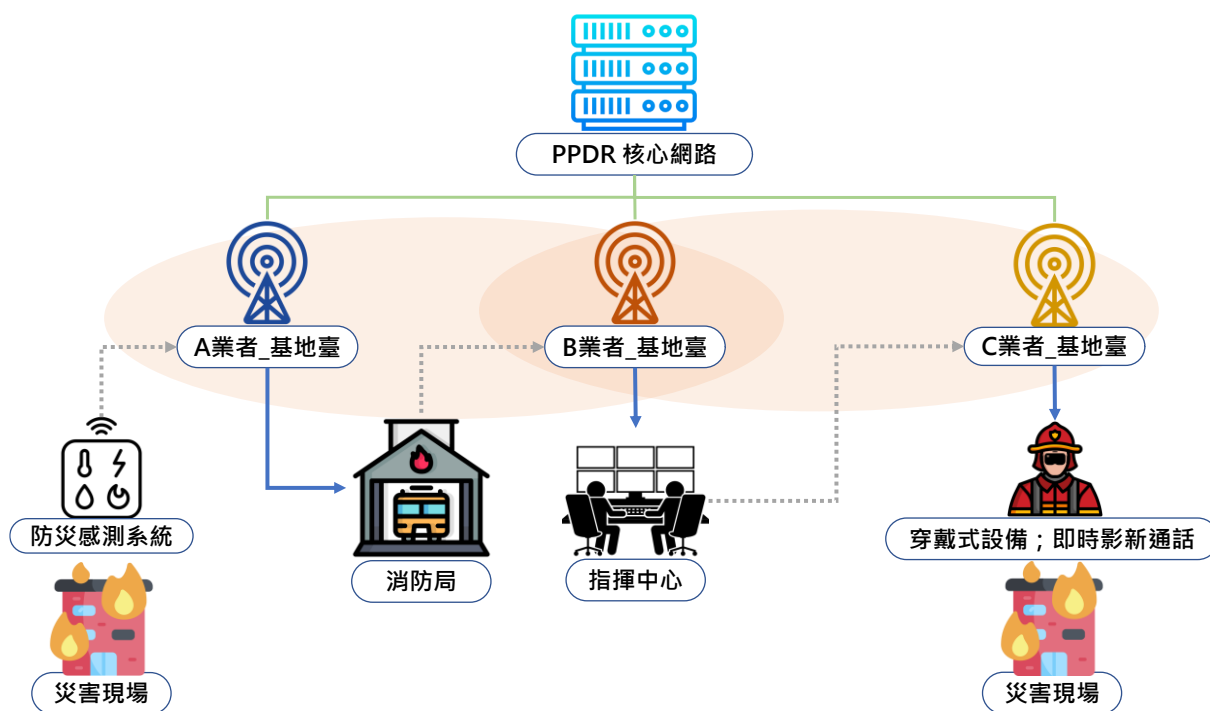 PPDR 核心網路
A業者_基地臺
B業者_基地臺
C業者_基地臺
防災感測系統
消防局
指揮中心
穿戴式設備；即時影新通話
災害現場
災害現場